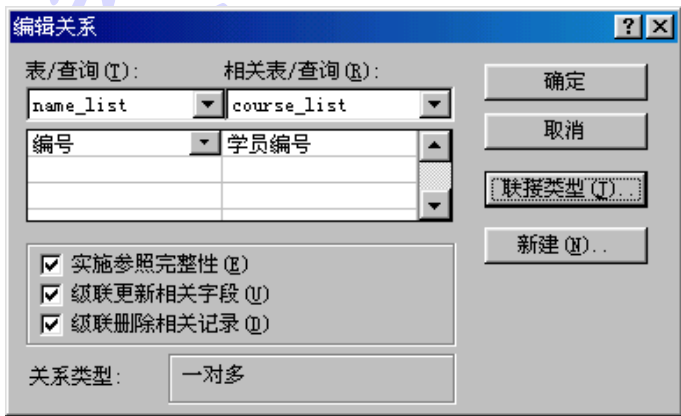 编辑关系
表/查询(T): 相关表/查询(R):
name_list course_list
编号 学员编号
确定
取消
联接类型(J)..
新建(N)..
实施参照完整性(E)
级联更新相关字段(U)
级联删除相关记录(D)
关系类型: 一对多